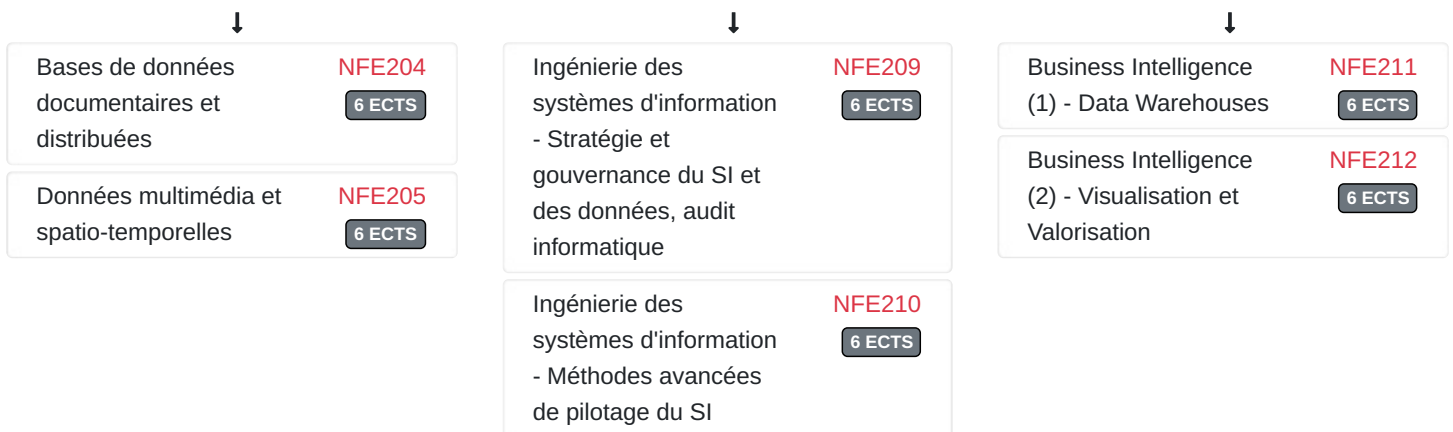 Bases de données
documentaires et
distribuées
NFE204
6 ECTS
Données multimédia et
spatio-temporelles
NFE205
6 ECTS
Ingénierie des
systèmes d'information
- Stratégie et
gouvernance du SI et
des données, audit
informatique
NFE209
6 ECTS
Ingénierie des
systèmes d'information
- Méthodes avancées
de pilotage du SI
NFE210
6 ECTS
Business Intelligence
(1) - Data Warehouses
NFE211
6 ECTS
Business Intelligence
(2) - Visualisation et
Valorisation
NFE212
6 ECTS